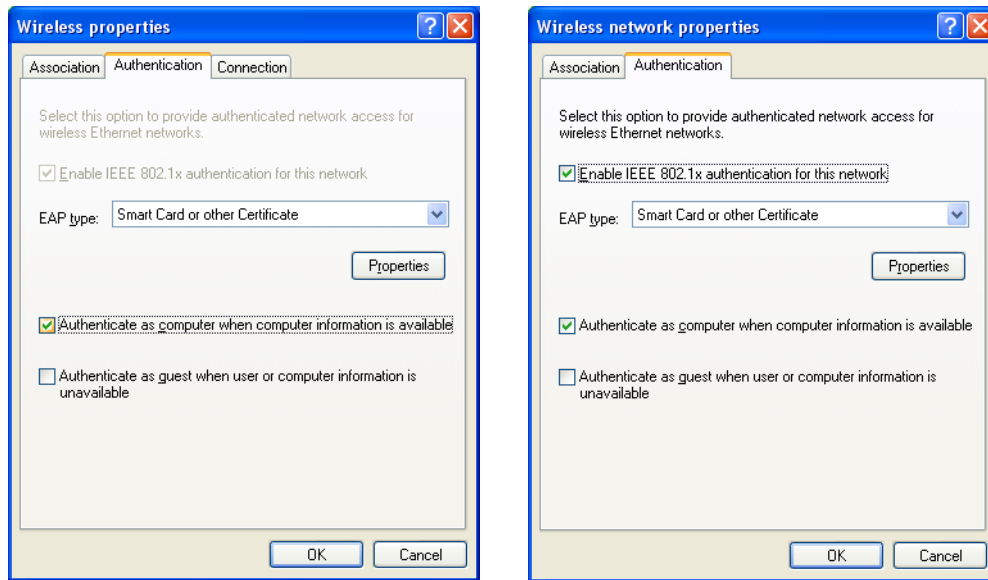 Wireless properties
Association Authentication Connection
Select this option to provide authenticated network access for
wireless Ethernet networks.
Enable IEEE 802.1x authentication for this network
EAP type: Smart Card or other Certificate
Properties
Authenticate as computer when computer information is available
Authenticate as guest when user or computer information is
unavailable
OK Cancel
Wireless network properties
Association Authentication
Select this option to provide authenticated network access for
wireless Ethernet networks.
Enable IEEE 802.1x authentication for this network
EAP type: Smart Card or other Certificate
Properties
Authenticate as computer when computer information is available
Authenticate as guest when user or computer information is
unavailable
OK Cancel